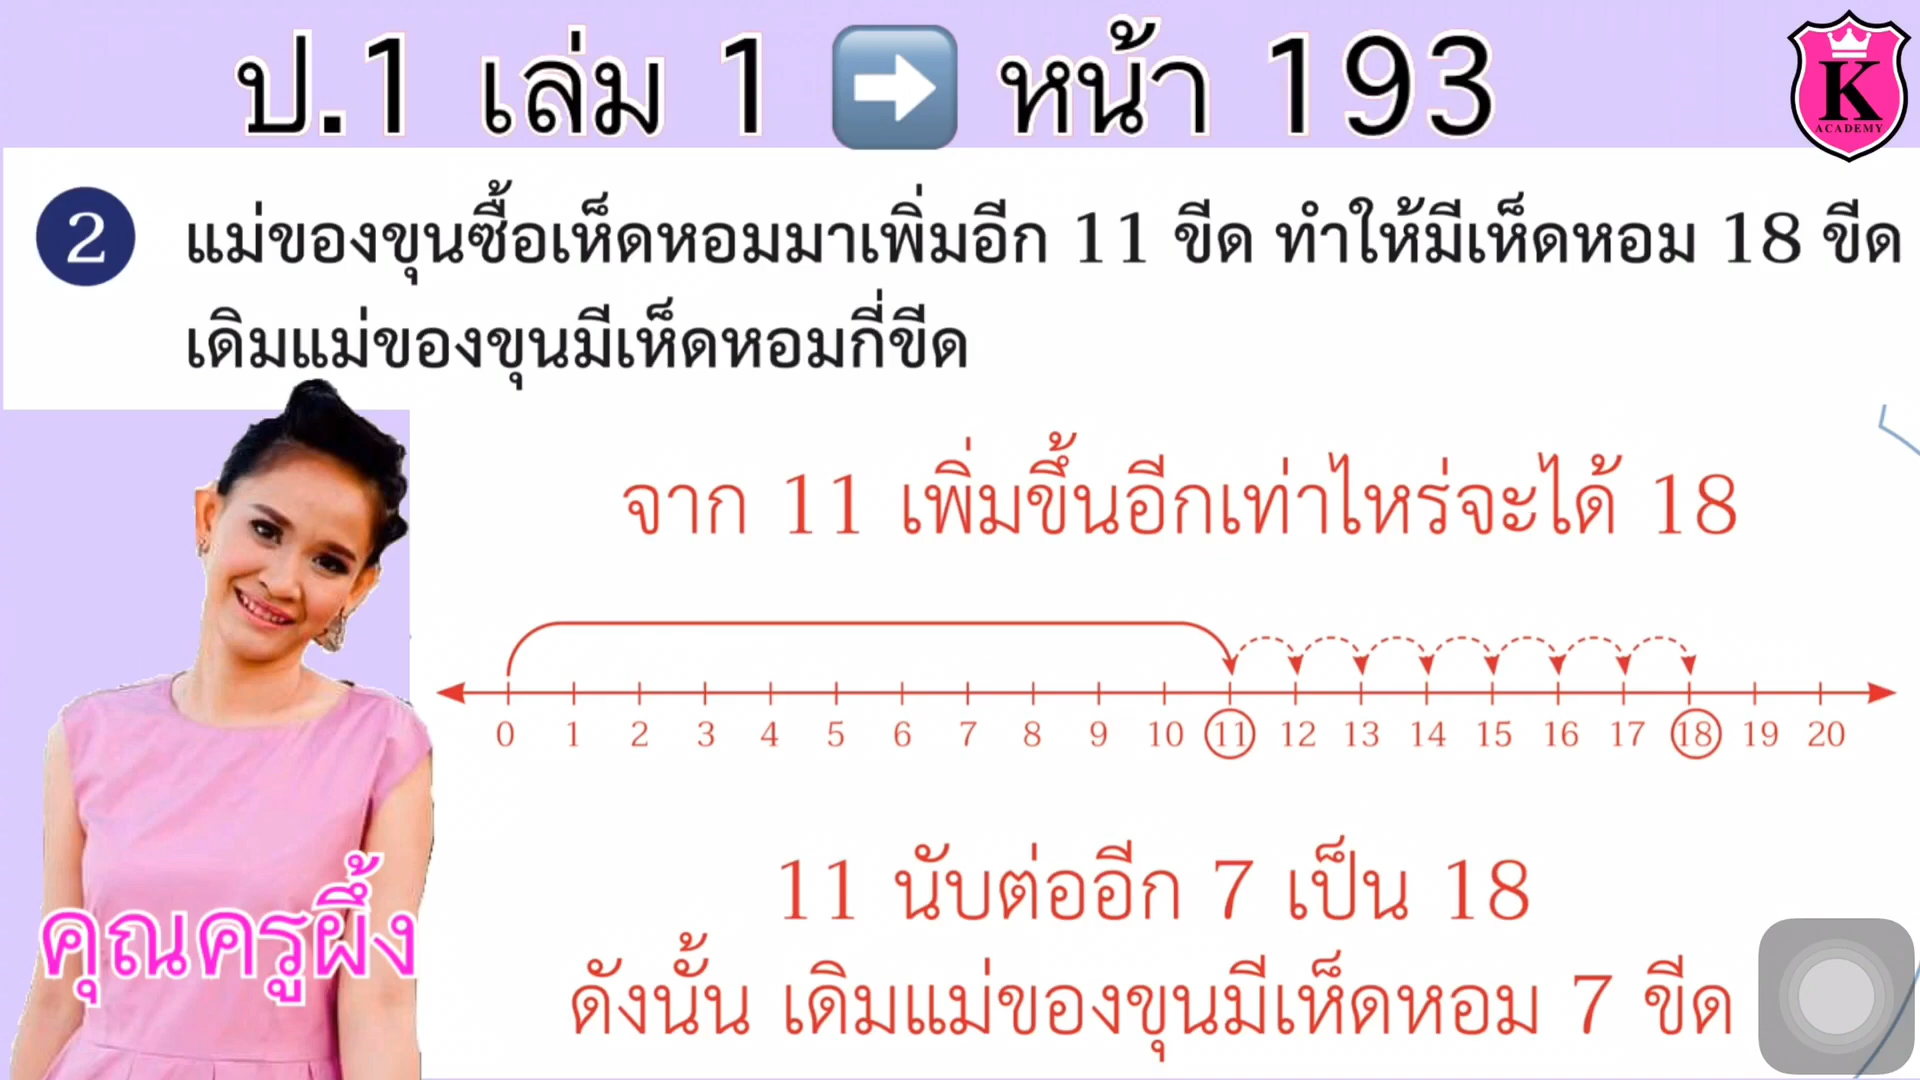 ป.1 เล่ม 1 ➡ หน้า 193
K
ACADEMY
2 แม่ของขุนซื้อเห็ดหอมมาเพิ่มอีก 11 ขีด ทำให้มีเห็ดหอม 18 ขีด
เดิมแม่ของขุนมีเห็ดหอมกี่ขีด
จาก 11 เพิ่มขึ้นอีกเท่าไหร่จะได้ 18
0 1 2 3 4 5 6 7 8 9 10 11 12 13 14 15 16 17 18 19 20
11 นับต่ออีก 7 เป็น 18
ดังนั้น เดิมแม่ของขุนมีเห็ดหอม 7 ขีด
คุณครูผึ้ง